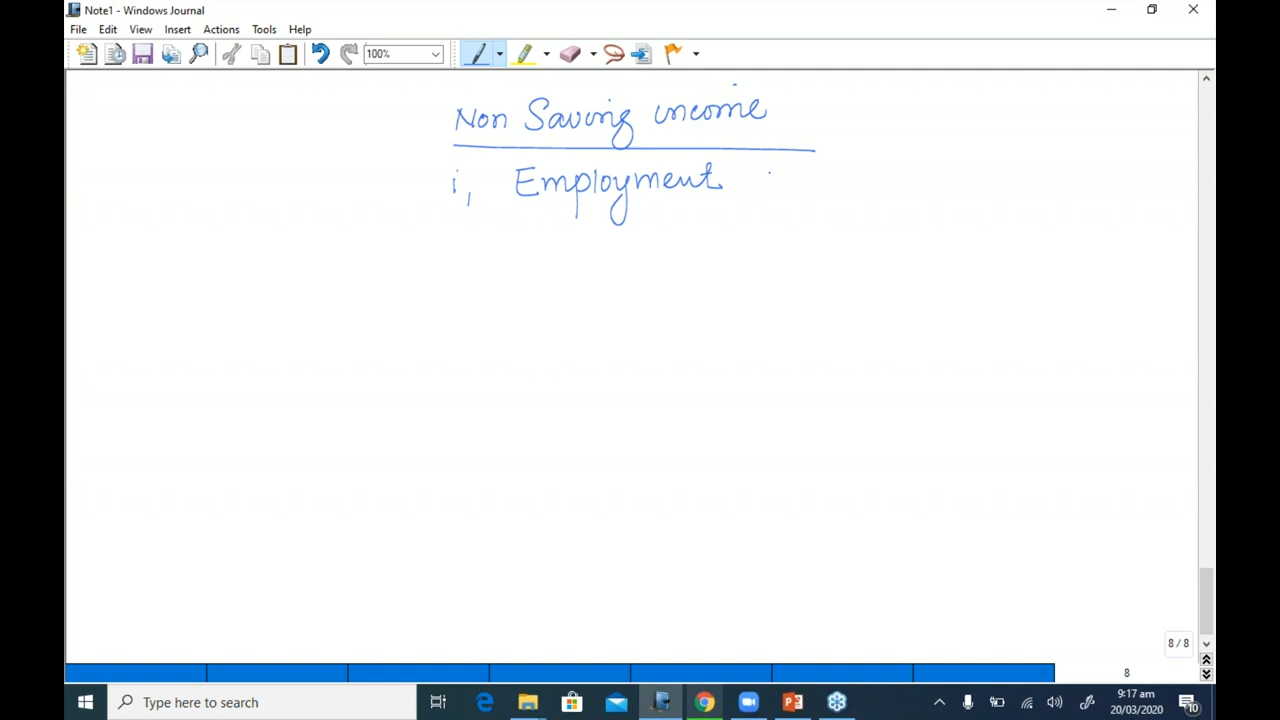 Note1 - Windows Journal
File Edit View Insert Actions Tools Help
100%
Non Saving income
i, Employment
8 / 8
8
Type here to search
9:17 am
20/03/2020
10